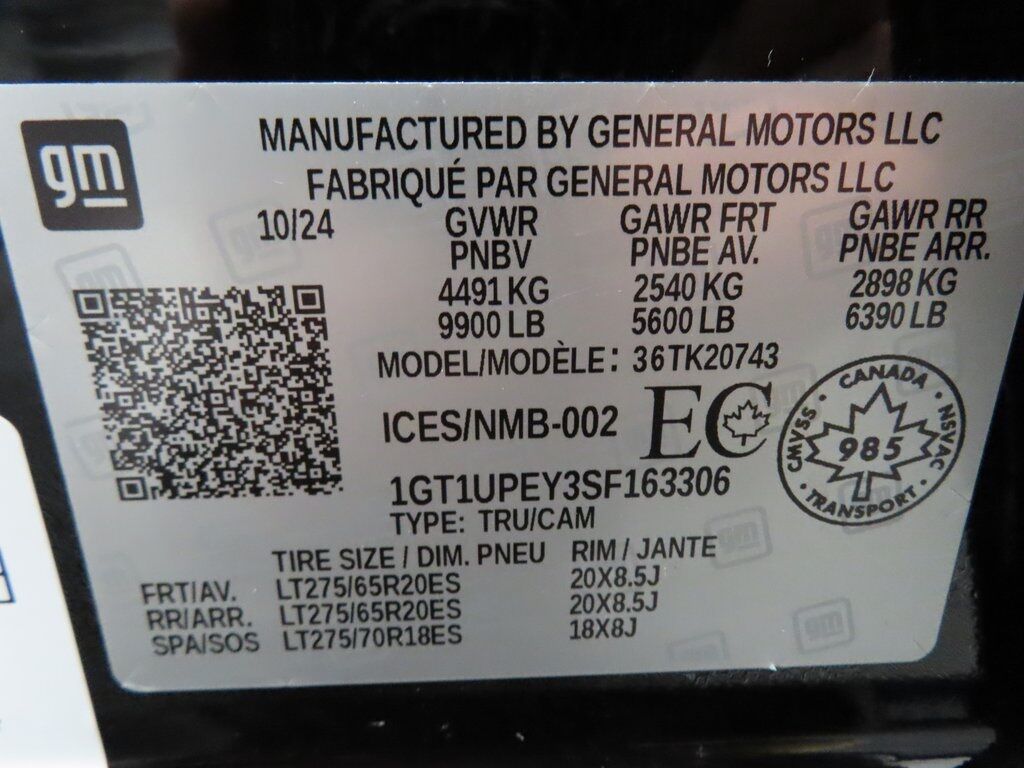 gm
MANUFACTURED BY GENERAL MOTORS LLC
FABRIQUÉ PAR GENERAL MOTORS LLC
10/24 GVWR GAWR FRT GAWR RR
PNBV PNBE AV. PNBE ARR.
4491 KG 2540 KG 2898 KG
9900 LB 5600 LB 6390 LB
MODEL/MODÈLE: 36TK20743
ICES/NMB-002 EC
CANADA
CMVSS 985 NSVAC
TRANSPORT
1GT1UPEY3SF163306
TYPE: TRU/CAM
TIRE SIZE / DIM. PNEU RIM / JANTE
FRT/AV. LT275/65R20ES 20X8.5J
RR/ARR. LT275/65R20ES 20X8.5J
SPA/SOS LT275/70R18ES 18X8J